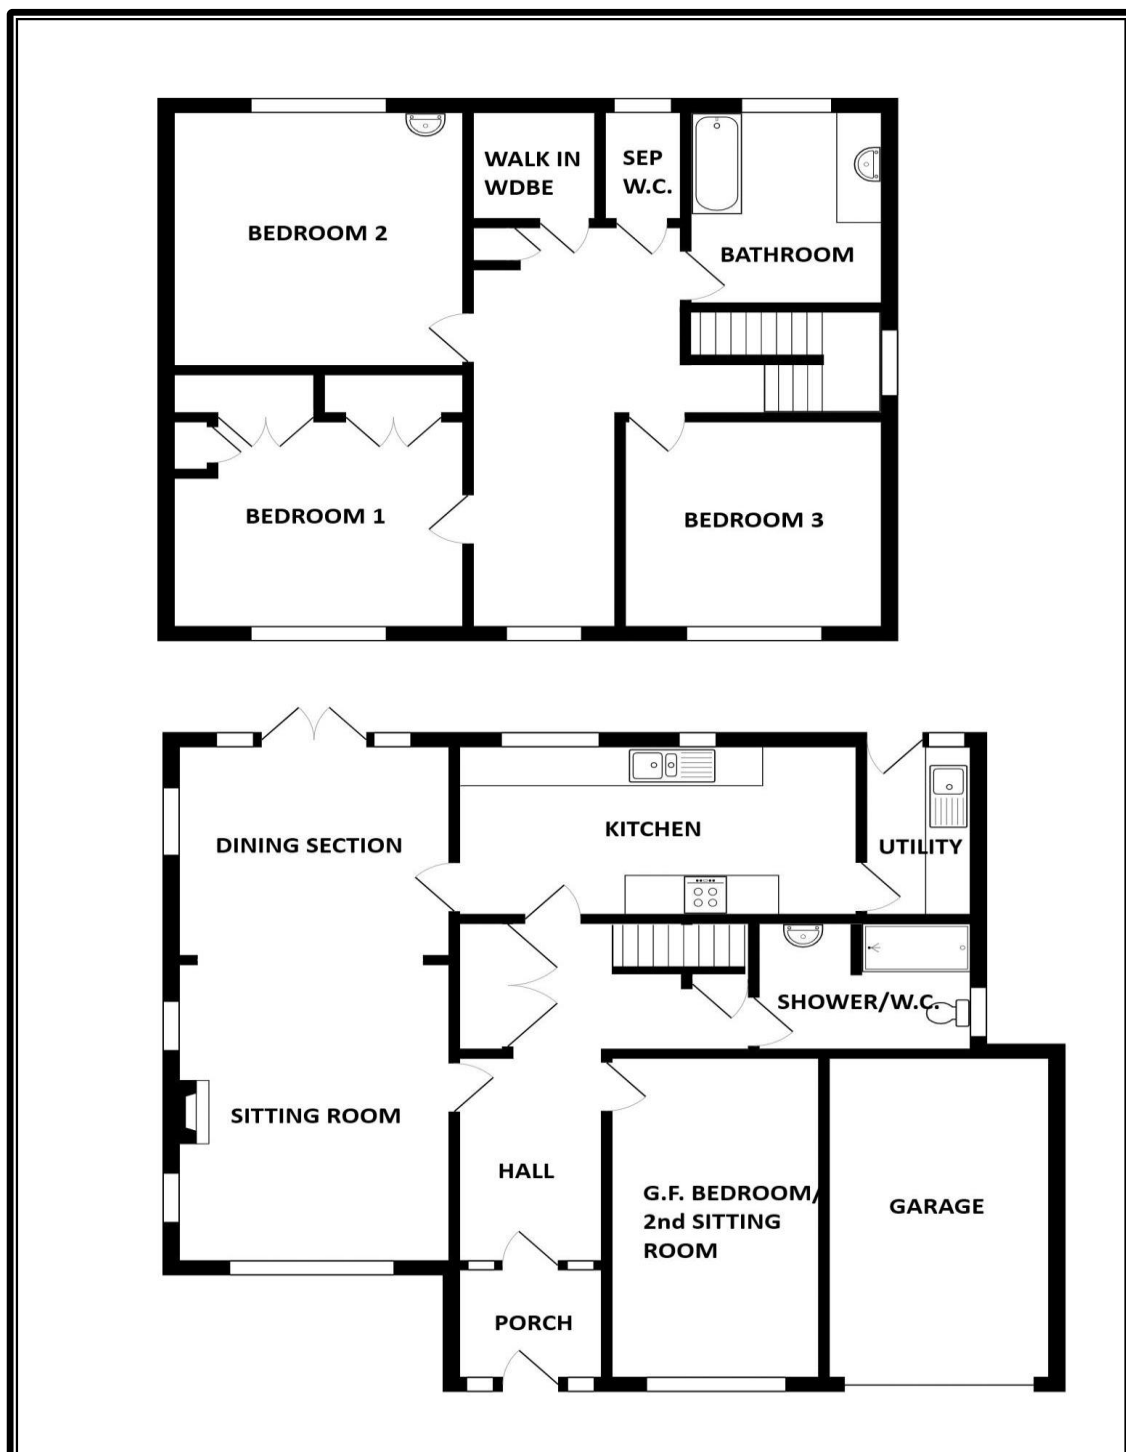 WALK IN
WDBE
SEP
W.C.
BEDROOM 2
BATHROOM
BEDROOM 1
BEDROOM 3
DINING SECTION
KITCHEN
UTILITY
SHOWER/W.C.
SITTING ROOM
HALL
G.F. BEDROOM/
2nd SITTING
ROOM
GARAGE
PORCH